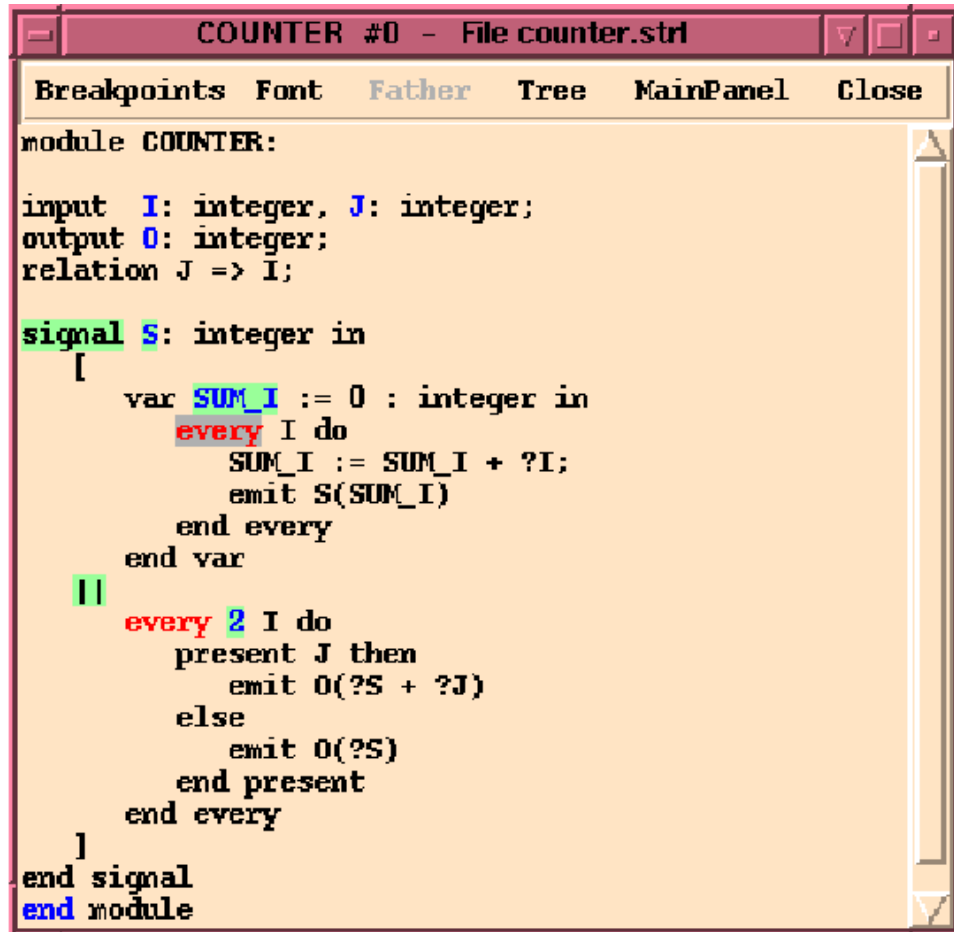 COUNTER #0 - File counter.strl
Breakpoints Font Father Tree MainPanel Close
module COUNTER:
input I: integer, J: integer;
output O: integer;
relation J => I;
signal S: integer in
[
var SUM_I := 0 : integer in
every I do
SUM_I := SUM_I + ?I;
emit S(SUM_I)
end every
end var
||
every 2 I do
present J then
emit O(?S + ?J)
else
emit O(?S)
end present
end every
]
end signal
end module